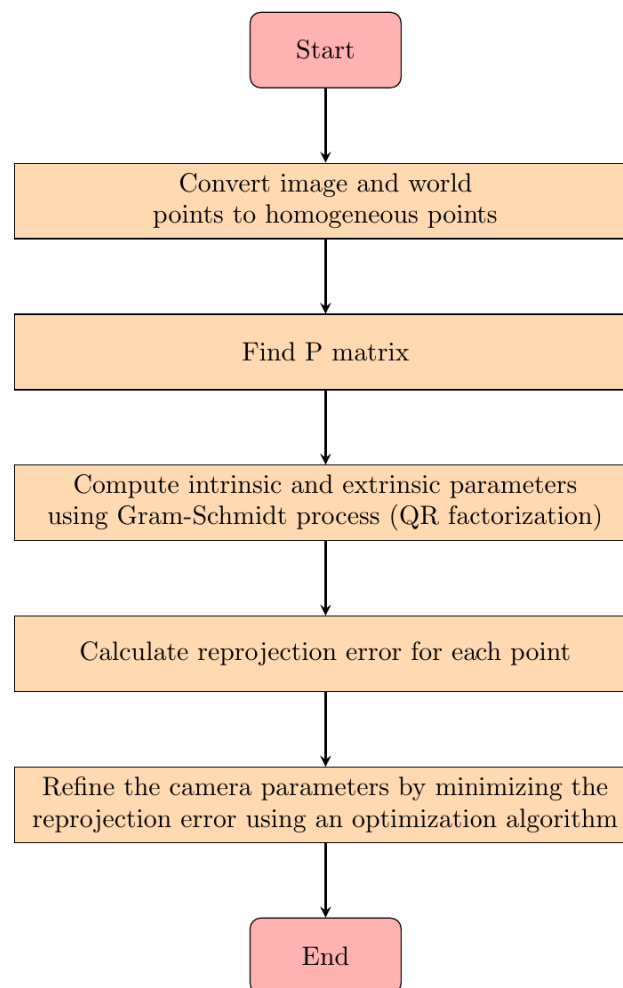 Start
Convert image and world
points to homogeneous points
Find P matrix
Compute intrinsic and extrinsic parameters
using Gram-Schmidt process (QR factorization)
Calculate reprojection error for each point
Refine the camera parameters by minimizing the
reprojection error using an optimization algorithm
End